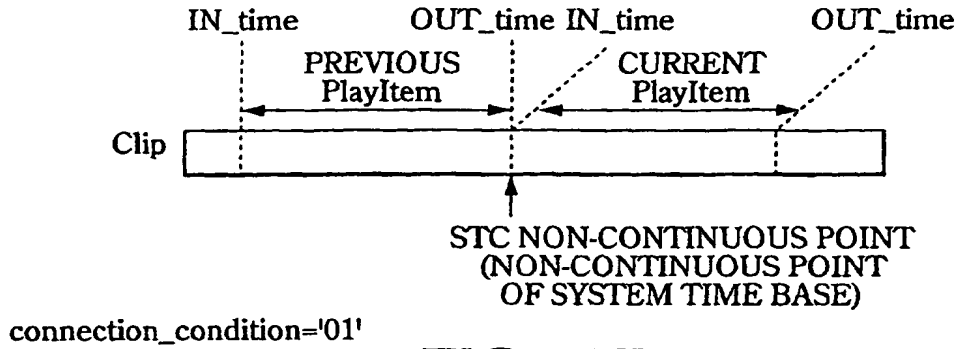 IN_time OUT_time IN_time OUT_time
PREVIOUS CURRENT
PlayItem PlayItem
Clip
STC NON-CONTINUOUS POINT
(NON-CONTINUOUS POINT
OF SYSTEM TIME BASE)
connection_condition='01'